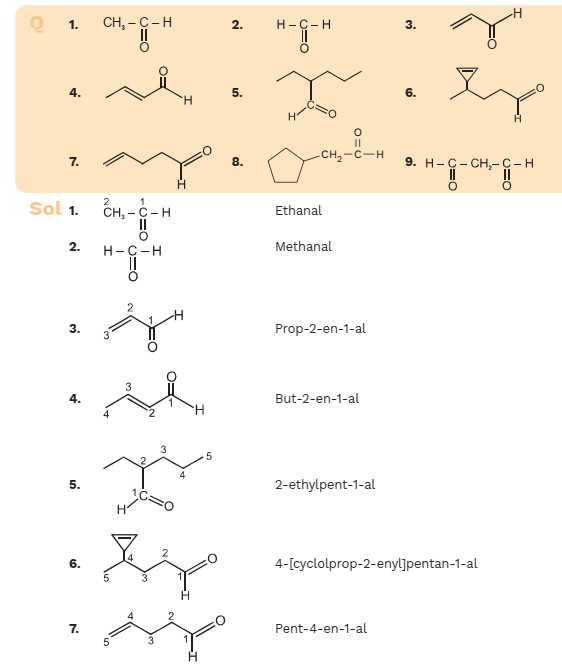 Q 1. CH₃ – C – H 2. H – C – H 3. H
O O O
4. O H 5. C H O 6. O H
7. O H 8. CH₂ – C – H O 9. H – C – CH₂ – C – H
O O
Sol 1. 2 1 CH₃ – C – H O Ethanal
2. H – C – H O Methanal
3. 3 2 1 H O Prop-2-en-1-al
4. 4 3 2 1 O H But-2-en-1-al
5. 2 3 4 5 1 C H O 2-ethylpent-1-al
6. 5 4 3 2 1 O H 4-[cyclolprop-2-enyl]pentan-1-al
7. 5 4 3 2 1 O H Pent-4-en-1-al